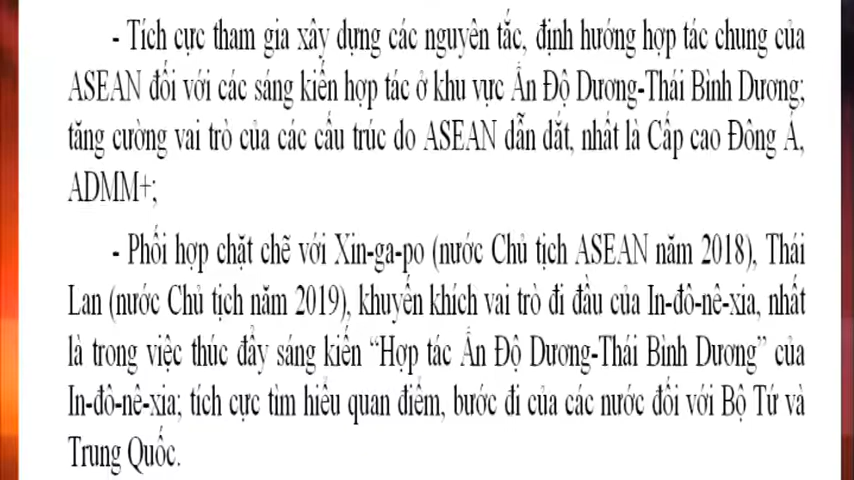 - Tích cực tham gia xây dựng các nguyên tắc, định hướng hợp tác chung của
ASEAN đối với các sáng kiến hợp tác ở khu vực Ấn Độ Dương-Thái Bình Dương;
tăng cường vai trò của các cấu trúc do ASEAN dẫn dắt, nhất là Cấp cao Đông Á,
ADMM+;
- Phối hợp chặt chẽ với Xin-ga-po (nước Chủ tịch ASEAN năm 2018), Thái
Lan (nước Chủ tịch năm 2019), khuyến khích vai trò đi đầu của In-đô-nê-xia, nhất
là trong việc thúc đẩy sáng kiến “Hợp tác Ấn Độ Dương-Thái Bình Dương” của
In-đô-nê-xia; tích cực tìm hiểu quan điểm, bước đi của các nước đối với Bộ Tứ và
Trung Quốc.